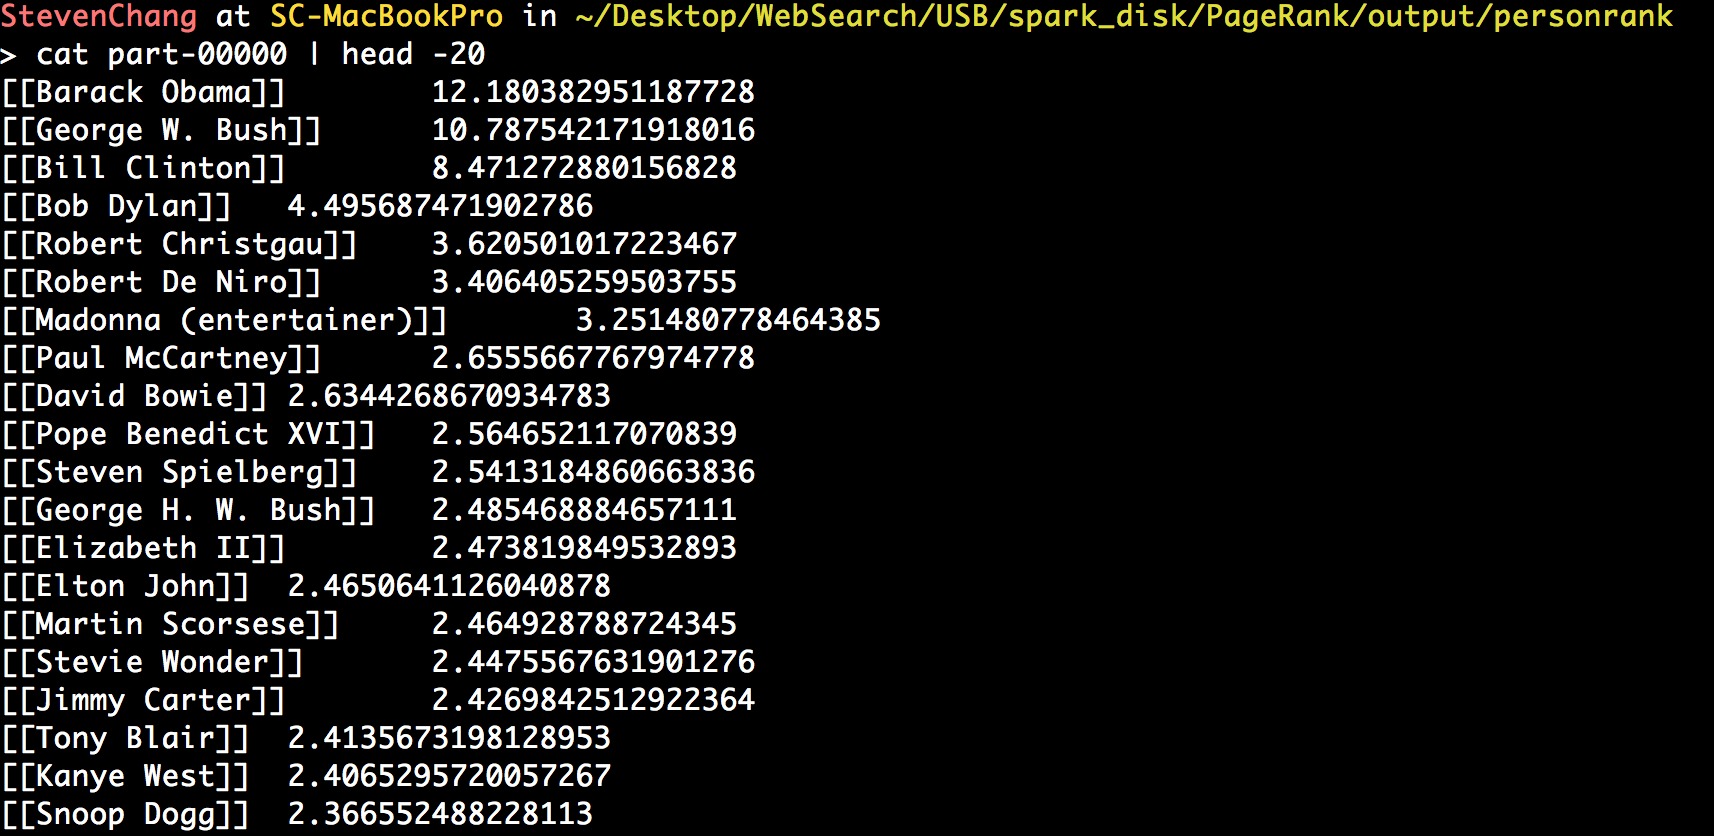 StevenChang at SC-MacBookPro in ~/Desktop/WebSearch/USB/spark_disk/PageRank/output/personrank
> cat part-00000 | head -20
[[Barack Obama]]	12.180382951187728
[[George W. Bush]]	10.787542171918016
[[Bill Clinton]]	8.471272880156828
[[Bob Dylan]]	4.495687471902786
[[Robert Christgau]]	3.620501017223467
[[Robert De Niro]]	3.406405259503755
[[Madonna (entertainer)]]	3.251480778464385
[[Paul McCartney]]	2.6555667767974778
[[David Bowie]]	2.6344268670934783
[[Pope Benedict XVI]]	2.564652117070839
[[Steven Spielberg]]	2.5413184860663836
[[George H. W. Bush]]	2.485468884657111
[[Elizabeth II]]	2.473819849532893
[[Elton John]]	2.4650641126040878
[[Martin Scorsese]]	2.464928788724345
[[Stevie Wonder]]	2.4475567631901276
[[Jimmy Carter]]	2.4269842512922364
[[Tony Blair]]	2.4135673198128953
[[Kanye West]]	2.4065295720057267
[[Snoop Dogg]]	2.366552488228113